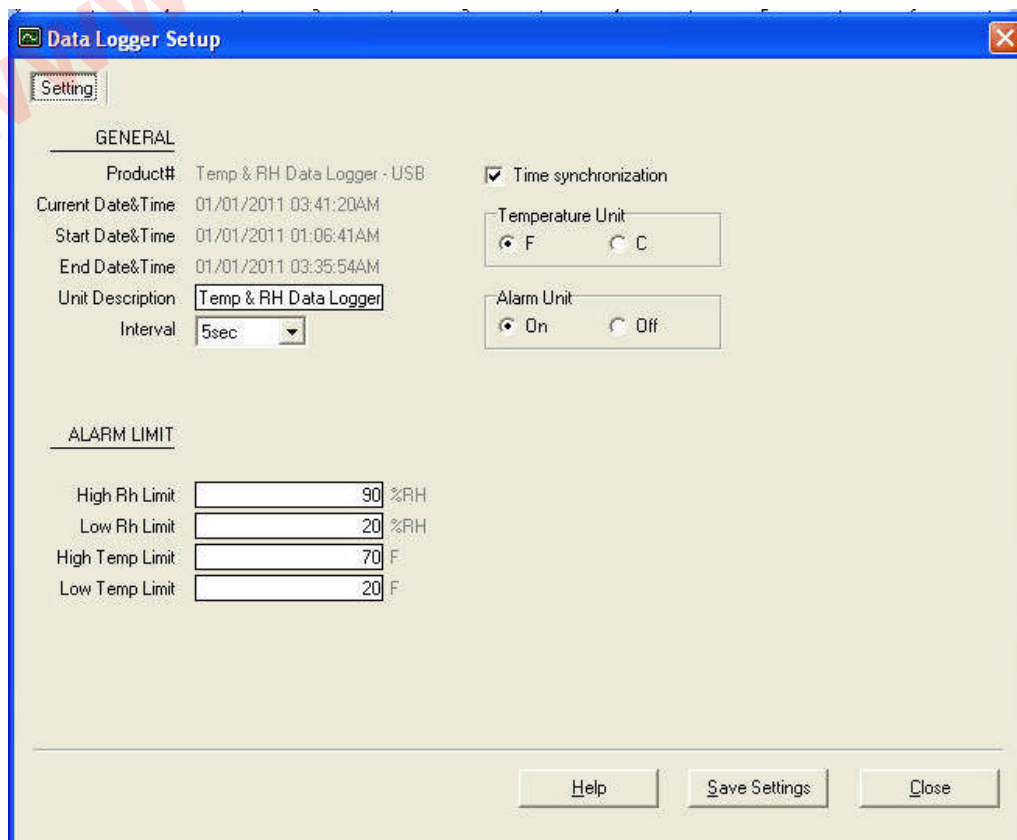 Data Logger Setup
Setting
GENERAL
Product# Temp & RH Data Logger - USB
Current Date&Time 01/01/2011 03:41:20AM
Start Date&Time 01/01/2011 01:06:41AM
End Date&Time 01/01/2011 03:35:54AM
Unit Description Temp & RH Data Logger
Interval 5sec
Time synchronization
Temperature Unit
F C
Alarm Unit
On Off
ALARM LIMIT
High Rh Limit 90 %RH
Low Rh Limit 20 %RH
High Temp Limit 70 F
Low Temp Limit 20 F
Help Save Settings Close